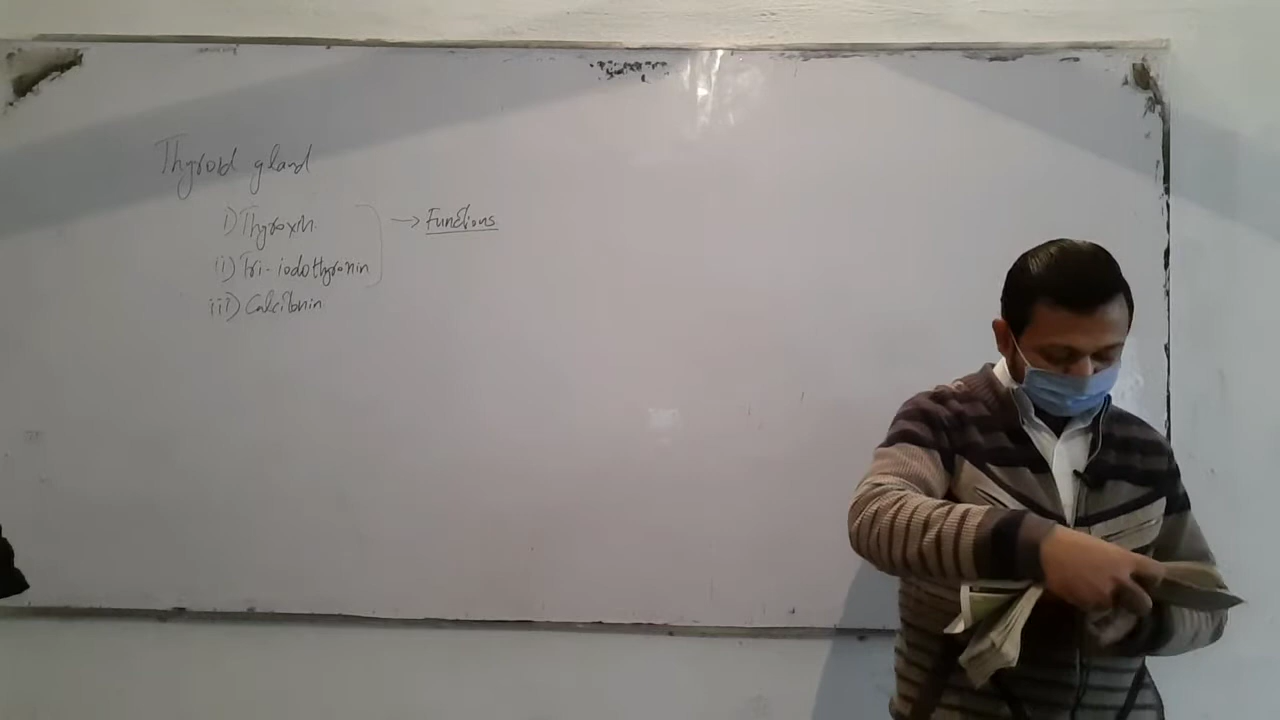 Thyroid gland
i) Thyroxin. → Functions
ii) Tri-iodothyronin
iii) Calcitonin